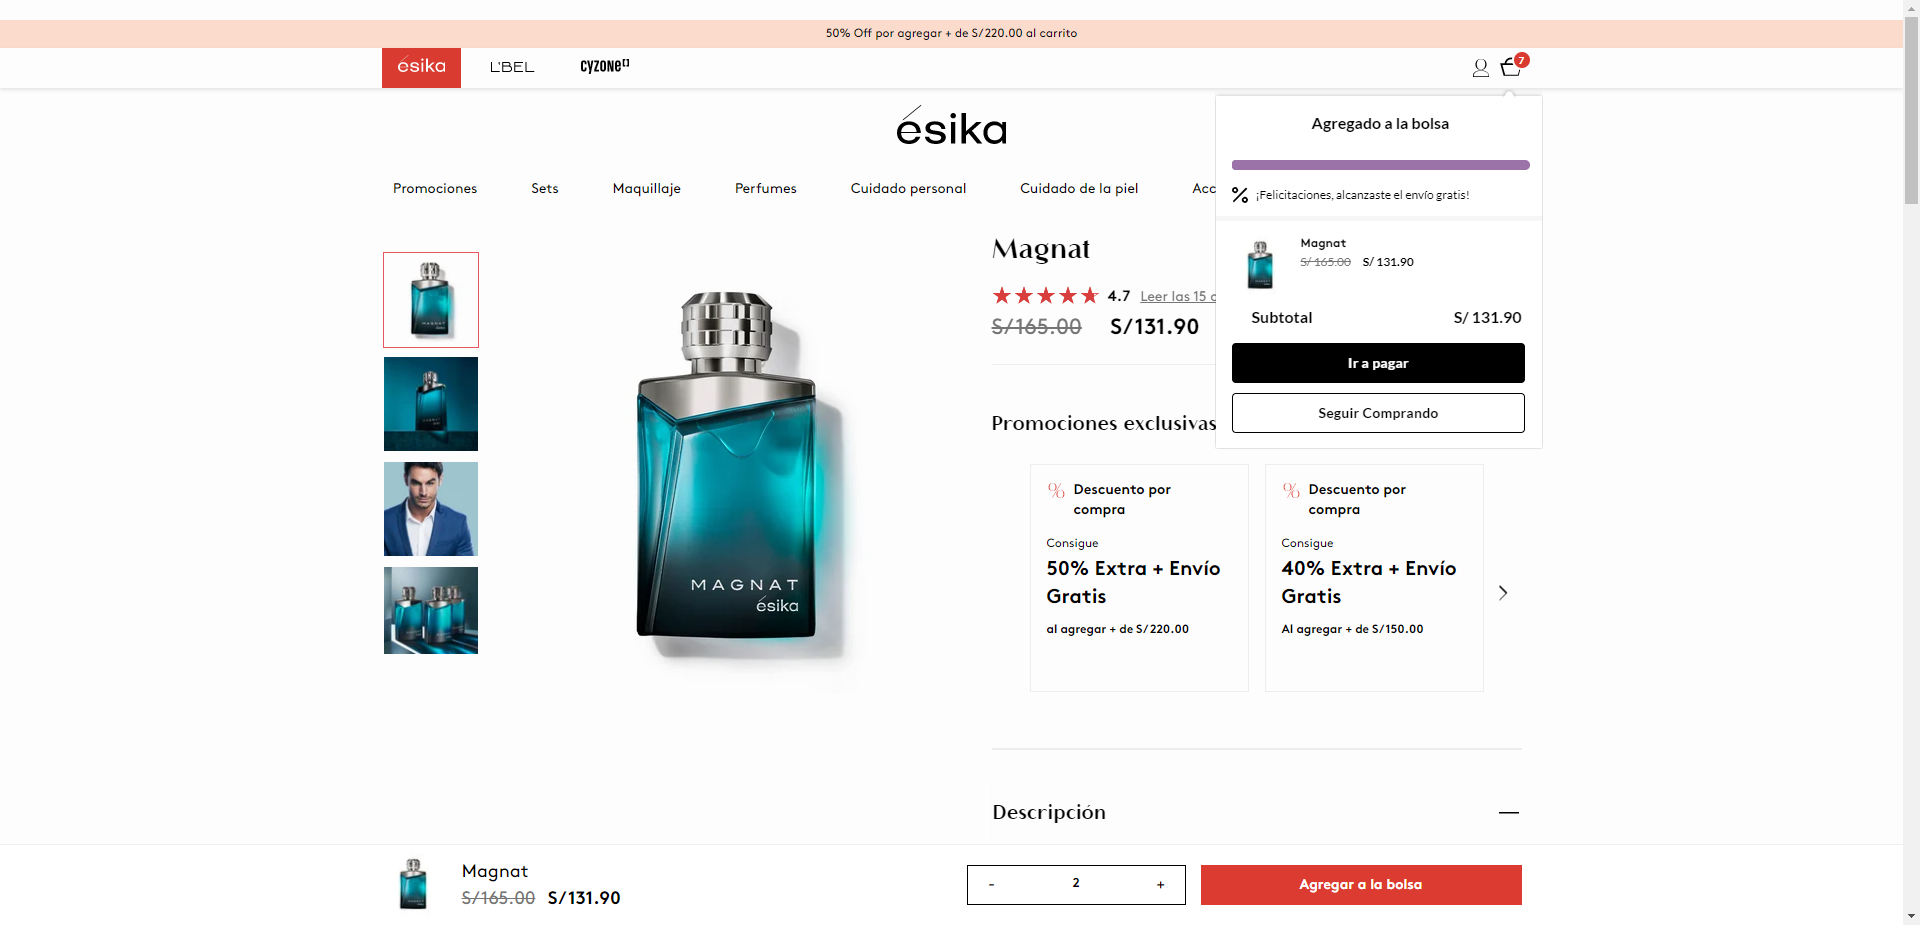 50% Off por agregar + de S/220.00 al carrito
ésika
L'BEL
cyzone
7
ésika
Agregado a la bolsa
Promociones
Sets
Maquillaje
Perfumes
Cuidado personal
Cuidado de la piel
Acc
¡Felicitaciones, alcanzaste el envío gratis!
Magnat
S/ 165.00 S/ 131.90
Subtotal S/ 131.90
Ir a pagar
Seguir Comprando
Magnat
4.7 Leer las 15
S/165.00 S/131.90
MAGNAT
ésika
Promociones exclusivas
Descuento por
compra
Consigue
50% Extra + Envío
Gratis
al agregar + de S/220.00
Descuento por
compra
Consigue
40% Extra + Envío
Gratis
Al agregar + de S/150.00
Descripción
Magnat
S/165.00 S/131.90
- 2 +
Agregar a la bolsa